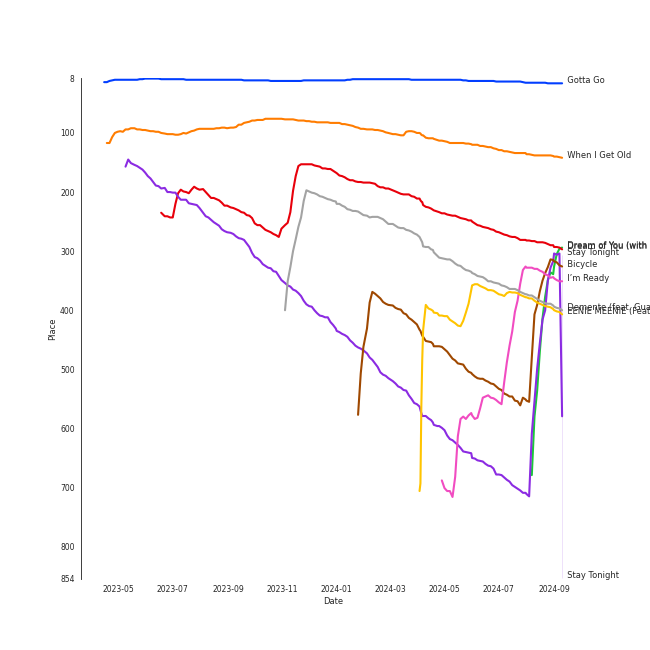 8
100
200
300
400
500
600
700
800
854
Place
2023-05
2023-07
2023-09
2023-11
2024-01
2024-03
2024-05
2024-07
2024-09
Date
Gotta Go
When I Get Old
Dream of You (with
Stay Tonight
Bicycle
I'm Ready
Demente (feat. Gua
EENIE MEENIE (Feat
Stay Tonight